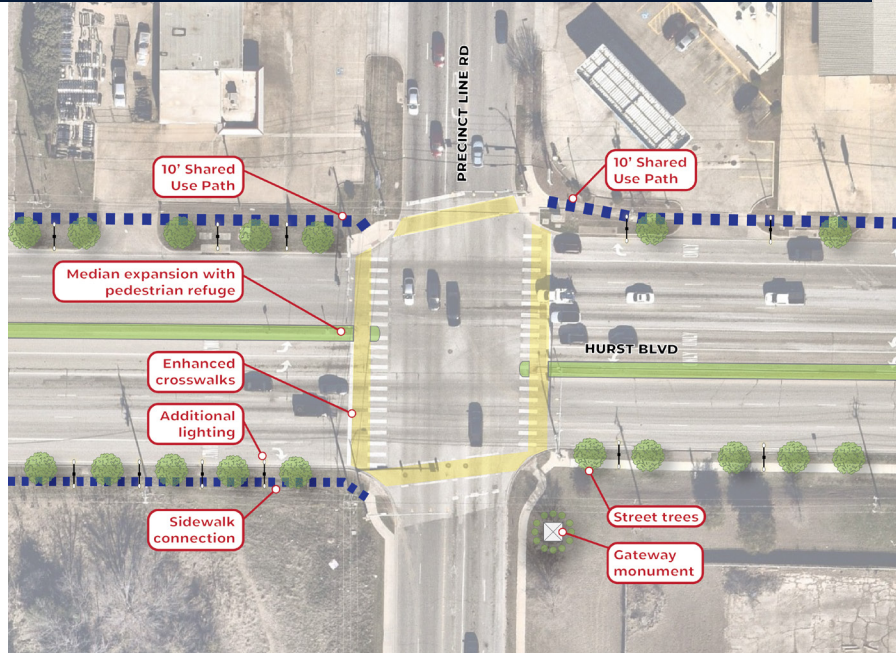 PRECINCT LINE RD
10' Shared
Use Path
10' Shared
Use Path
Median expansion with
pedestrian refuge
HURST BLVD
Enhanced
crosswalks
Additional
lighting
Sidewalk
connection
Street trees
Gateway
monument